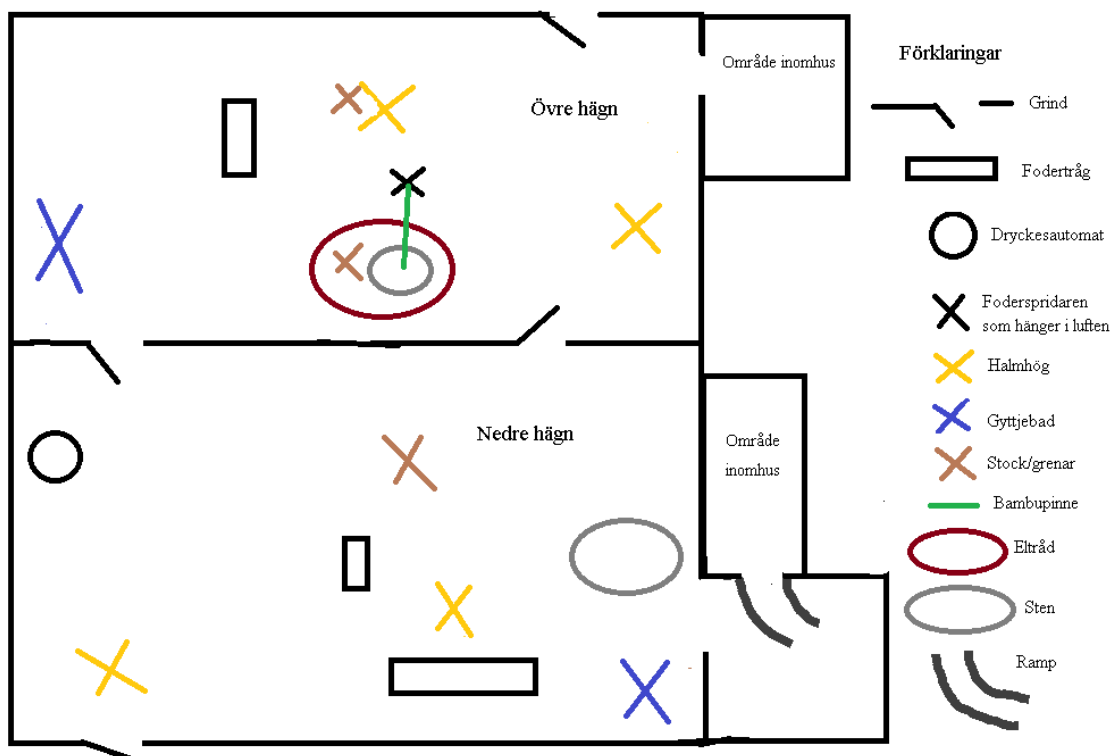 Område inomhus
Förklaringar
Övre hägn
Grind
Fodertråg
Dryckesautomat
Foderspridaren
som hänger i luften
Halmhög
Gyttjebad
Nedre hägn
Område
inomhus
Stock/grenar
Bambupinne
Eltråd
Sten
Ramp